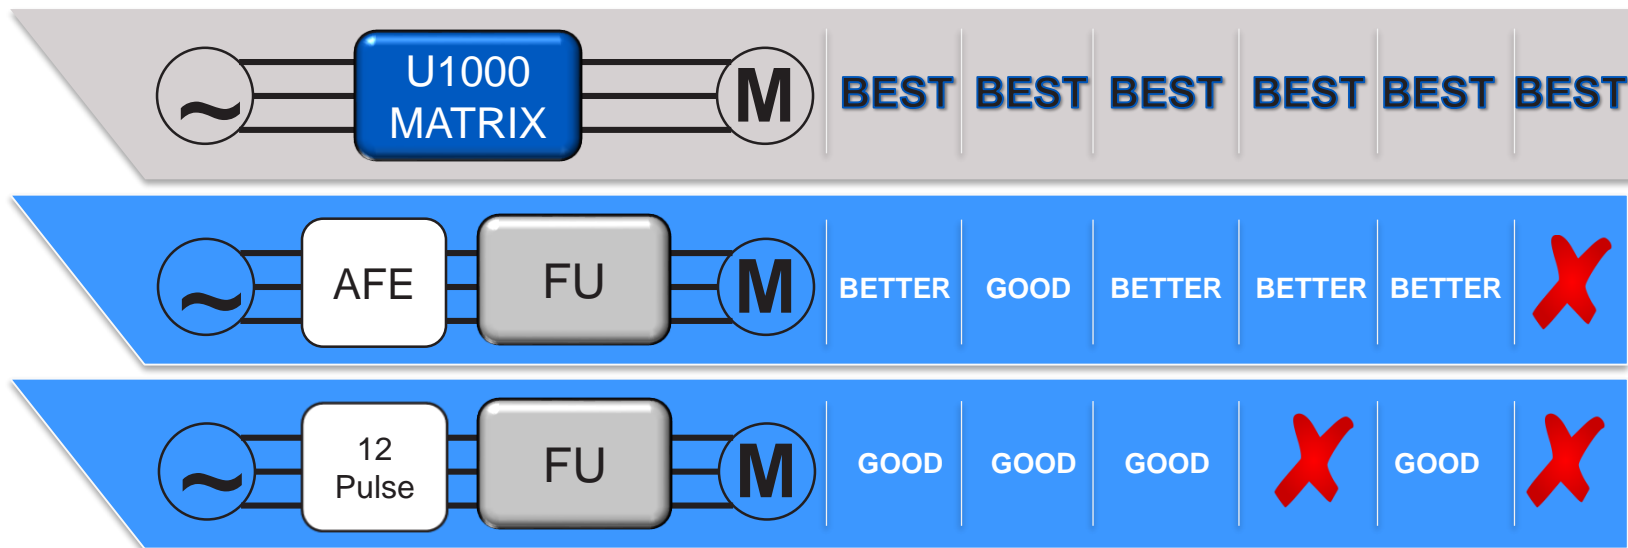 ~ U1000 MATRIX M BEST BEST BEST BEST BEST BEST
~ AFE FU M BETTER GOOD BETTER BETTER BETTER X
~ 12 Pulse FU M GOOD GOOD GOOD X GOOD X